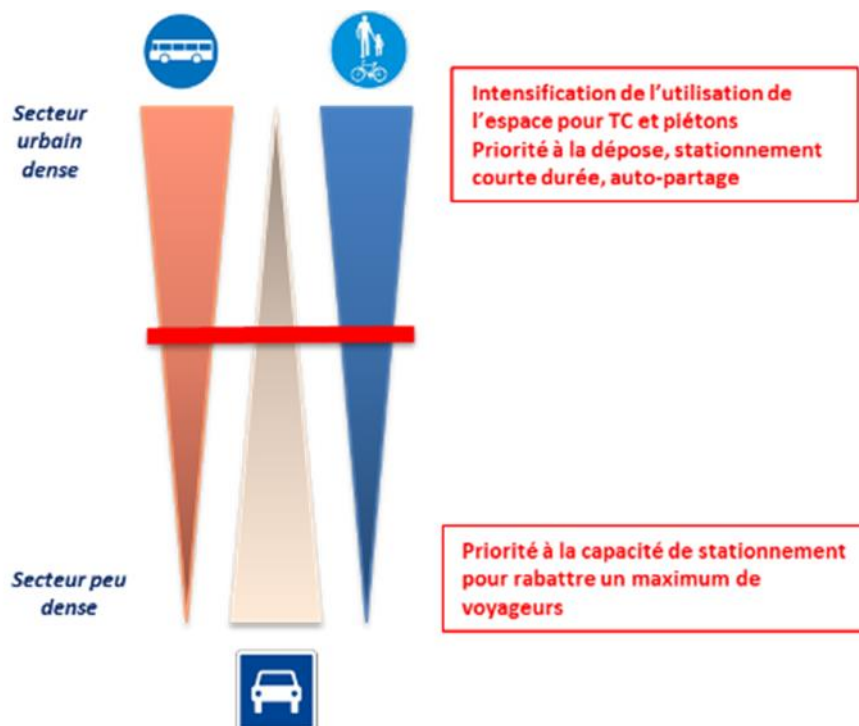 Secteur
urbain
dense
Intensification de l'utilisation de
l'espace pour TC et piétons
Priorité à la dépose, stationnement
courte durée, auto-partage
Secteur peu
dense
Priorité à la capacité de stationnement
pour rabattre un maximum de
voyageurs